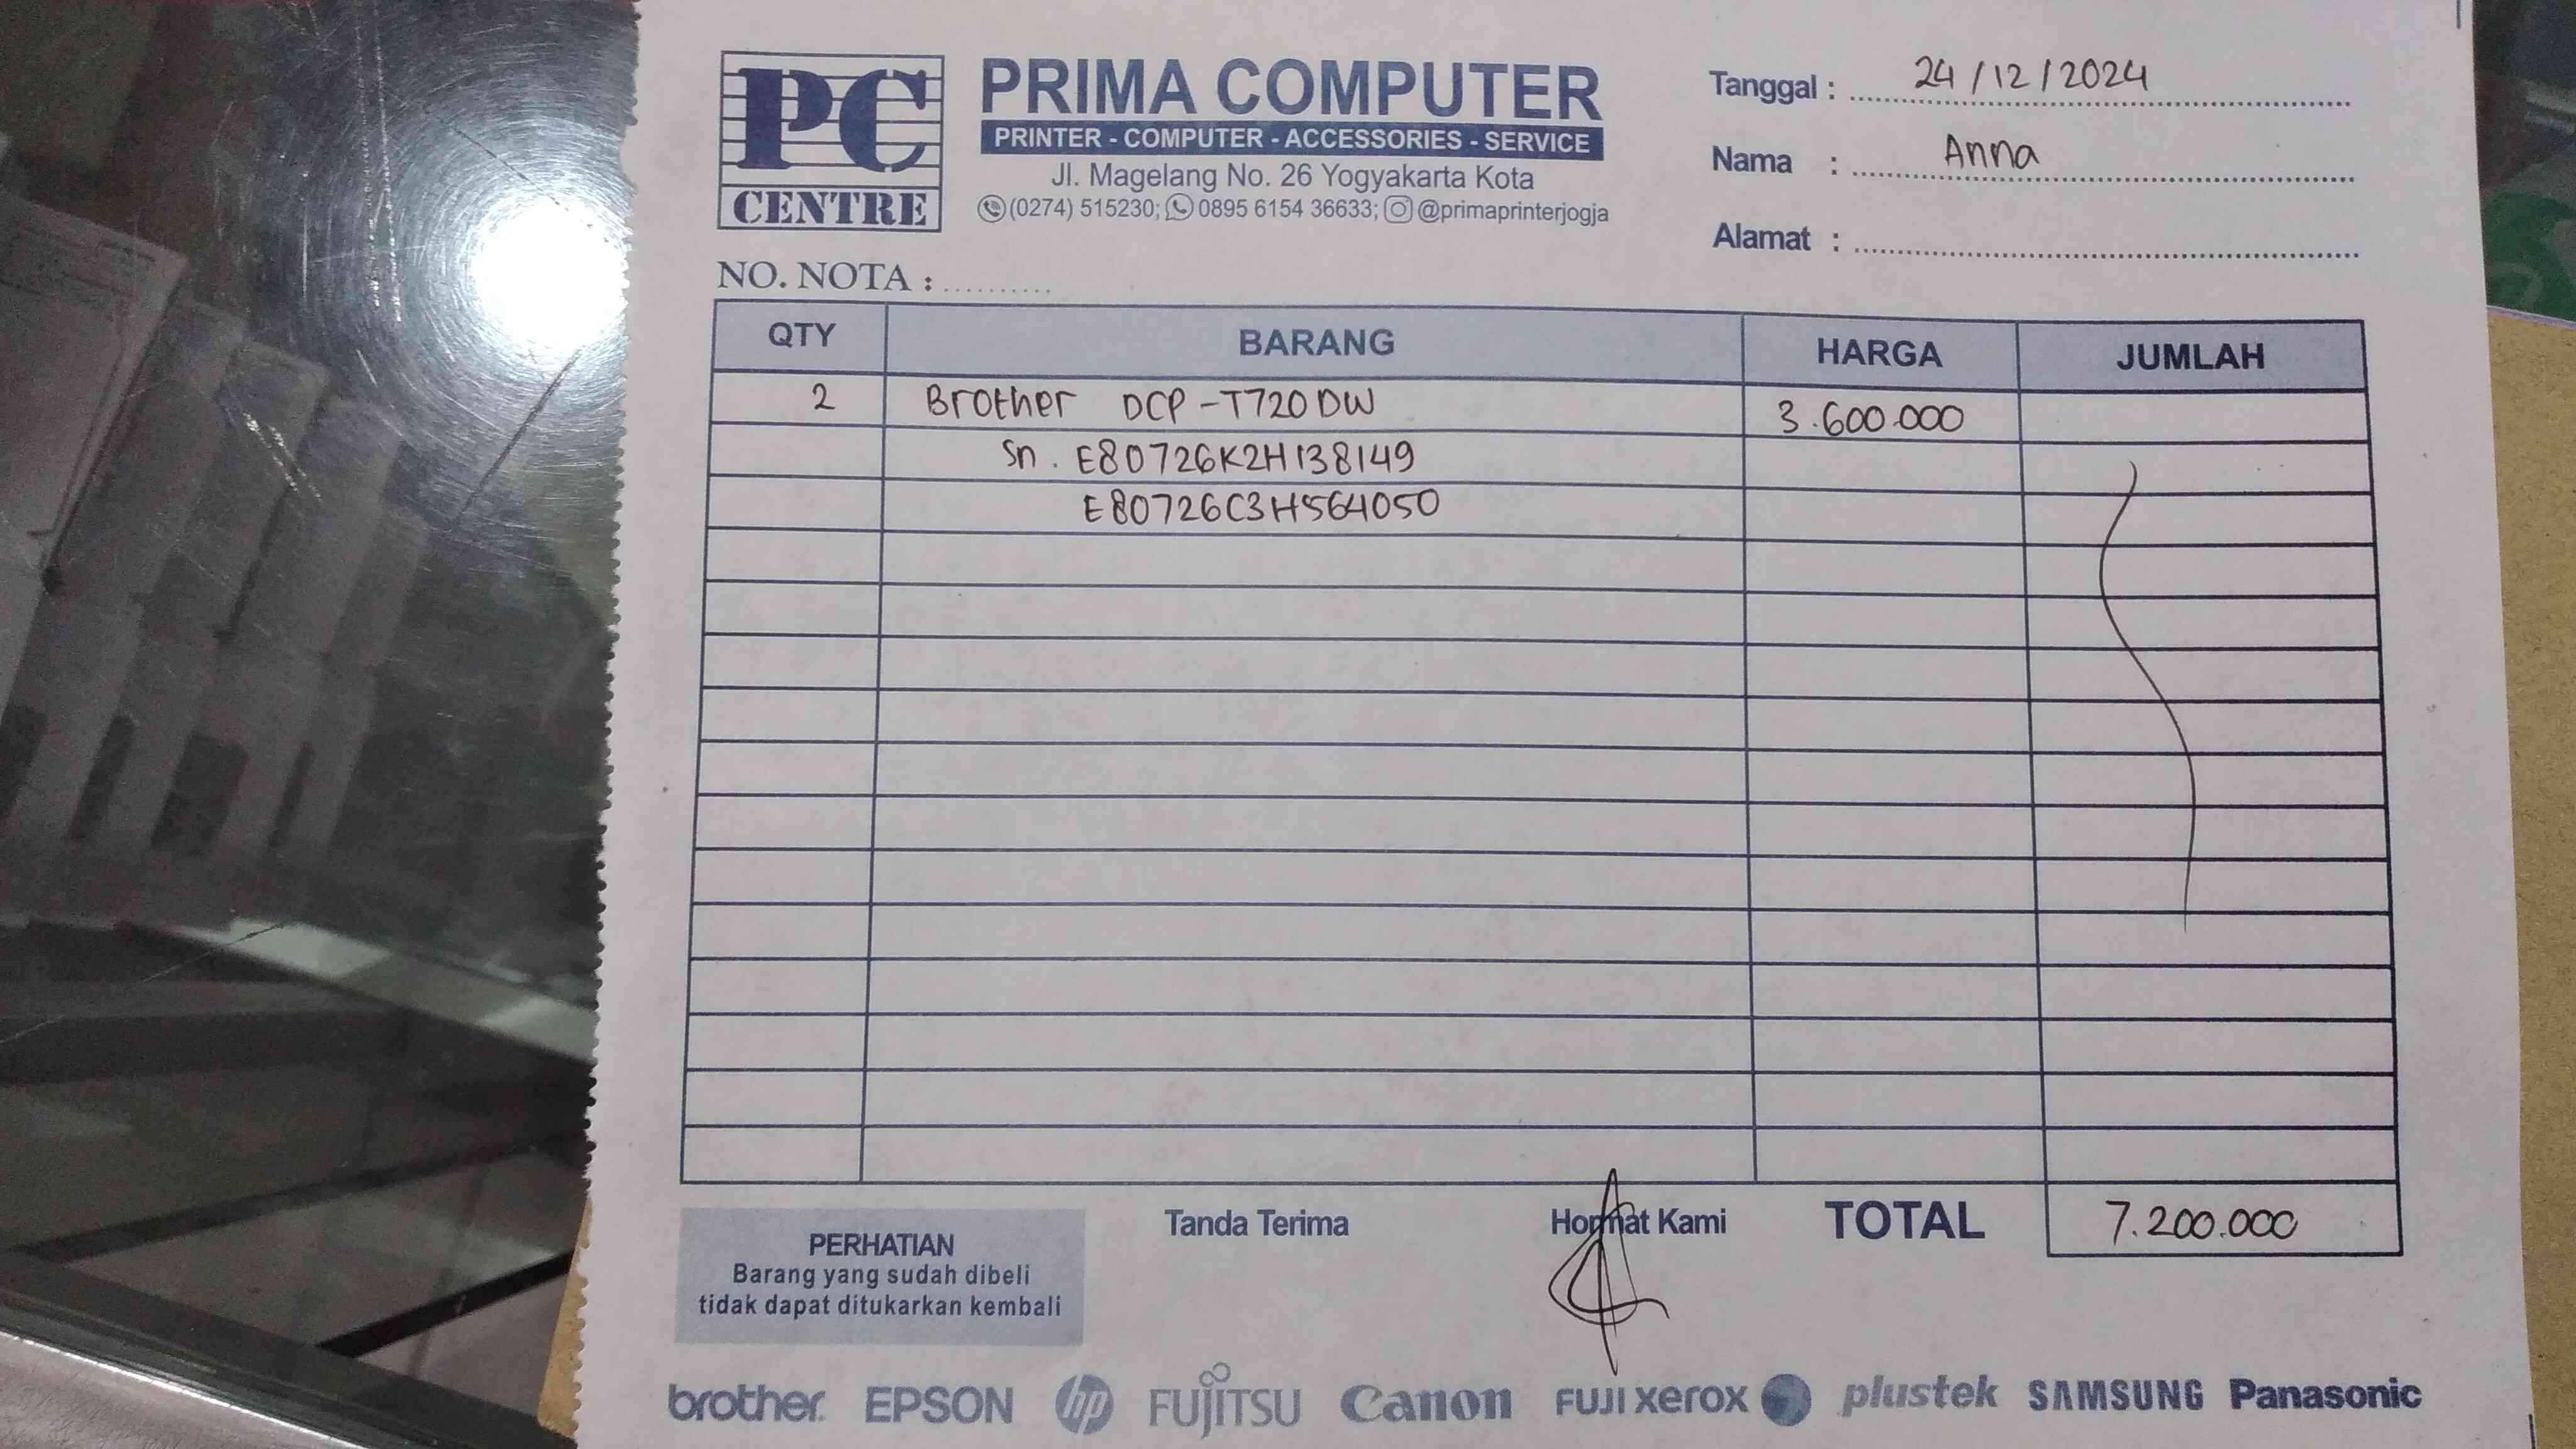 PC
CENTRE
PRIMA COMPUTER
PRINTER - COMPUTER - ACCESSORIES - SERVICE
Jl. Magelang No. 26 Yogyakarta Kota
(0274) 515230; 0895 6154 36633; @primaprinterjogja
Tanggal : 24/12/2024
Nama : Anna
Alamat :
NO. NOTA :
QTY BARANG HARGA JUMLAH
2 Brother DCP-T720DW 3.600.000
Sn. E80726K2H138149
E80726C3H564050
PERHATIAN
Barang yang sudah dibeli
tidak dapat ditukarkan kembali
Tanda Terima Hormat Kami TOTAL 7.200.000
brother EPSON hp FUJITSU Canon FUJI xerox plustek SAMSUNG Panasonic